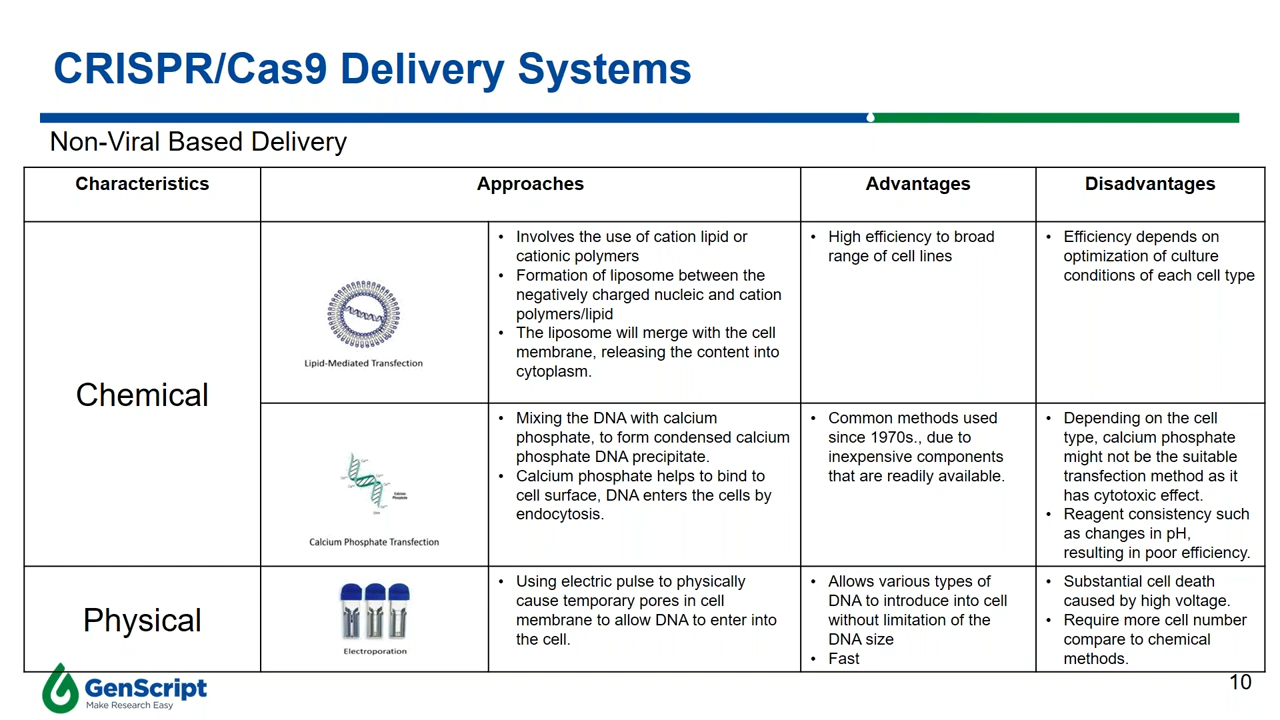 CRISPR/Cas9 Delivery Systems
Non-Viral Based Delivery
Characteristics
Approaches
Advantages
Disadvantages
Chemical
Lipid-Mediated Transfection
• Involves the use of cation lipid or
cationic polymers
• Formation of liposome between the
negatively charged nucleic and cation
polymers/lipid
• The liposome will merge with the cell
membrane, releasing the content into
cytoplasm.
• High efficiency to broad
range of cell lines
• Efficiency depends on
optimization of culture
conditions of each cell type
Calcium
Phosphate
Calcium Phosphate Transfection
• Mixing the DNA with calcium
phosphate, to form condensed calcium
phosphate DNA precipitate.
• Calcium phosphate helps to bind to
cell surface, DNA enters the cells by
endocytosis.
• Common methods used
since 1970s., due to
inexpensive components
that are readily available.
• Depending on the cell
type, calcium phosphate
might not be the suitable
transfection method as it
has cytotoxic effect.
• Reagent consistency such
as changes in pH,
resulting in poor efficiency.
Physical
Electroporation
• Using electric pulse to physically
cause temporary pores in cell
membrane to allow DNA to enter into
the cell.
• Allows various types of
DNA to introduce into cell
without limitation of the
DNA size
• Fast
• Substantial cell death
caused by high voltage.
• Require more cell number
compare to chemical
methods.
GenScript
Make Research Easy
10